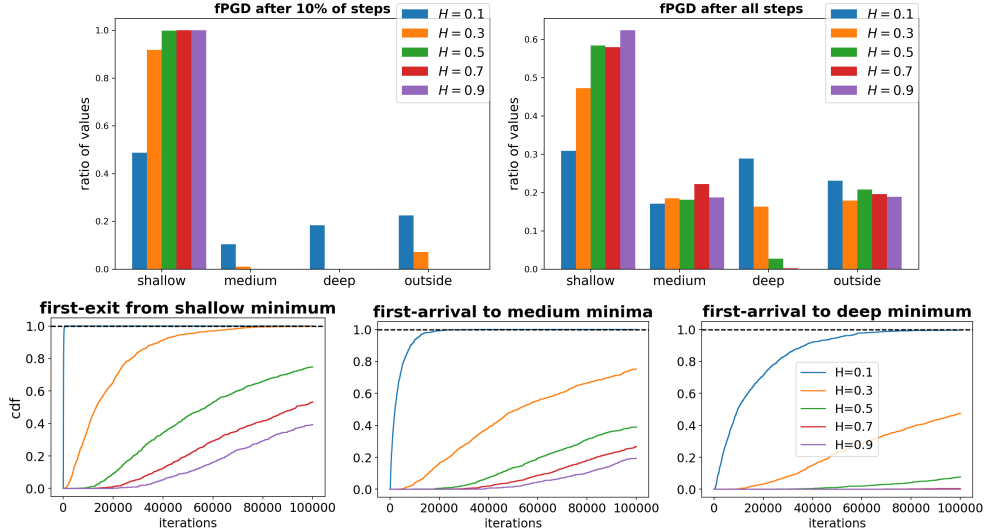 fPGD after 10% of steps
ratio of values
1.0
0.8
0.6
0.4
0.2
0.0
shallow medium deep outside
H = 0.1
H = 0.3
H = 0.5
H = 0.7
H = 0.9
fPGD after all steps
ratio of values
0.6
0.5
0.4
0.3
0.2
0.1
0.0
shallow medium deep outside
H = 0.1
H = 0.3
H = 0.5
H = 0.7
H = 0.9
first-exit from shallow minimum
cdf
1.0
0.8
0.6
0.4
0.2
0.0
0 20000 40000 60000 80000 100000
iterations
first-arrival to medium minima
1.0
0.8
0.6
0.4
0.2
0.0
0 20000 40000 60000 80000 100000
iterations
first-arrival to deep minimum
1.0
0.8
0.6
0.4
0.2
0.0
H=0.1
H=0.3
H=0.5
H=0.7
H=0.9
0 20000 40000 60000 80000 100000
iterations